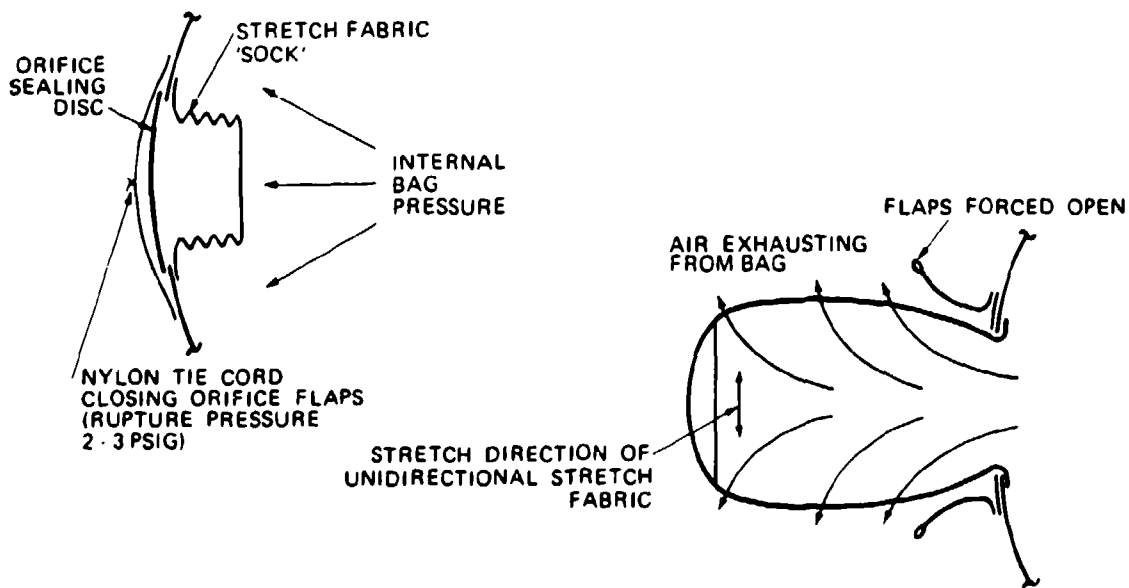 STRETCH FABRIC
'SOCK'
ORIFICE
SEALING
DISC
INTERNAL
BAG
PRESSURE
NYLON TIE CORD
CLOSING ORIFICE FLAPS
(RUPTURE PRESSURE
2 - 3 PSIG)
FLAPS FORCED OPEN
AIR EXHAUSTING
FROM BAG
STRETCH DIRECTION OF
UNIDIRECTIONAL STRETCH
FABRIC